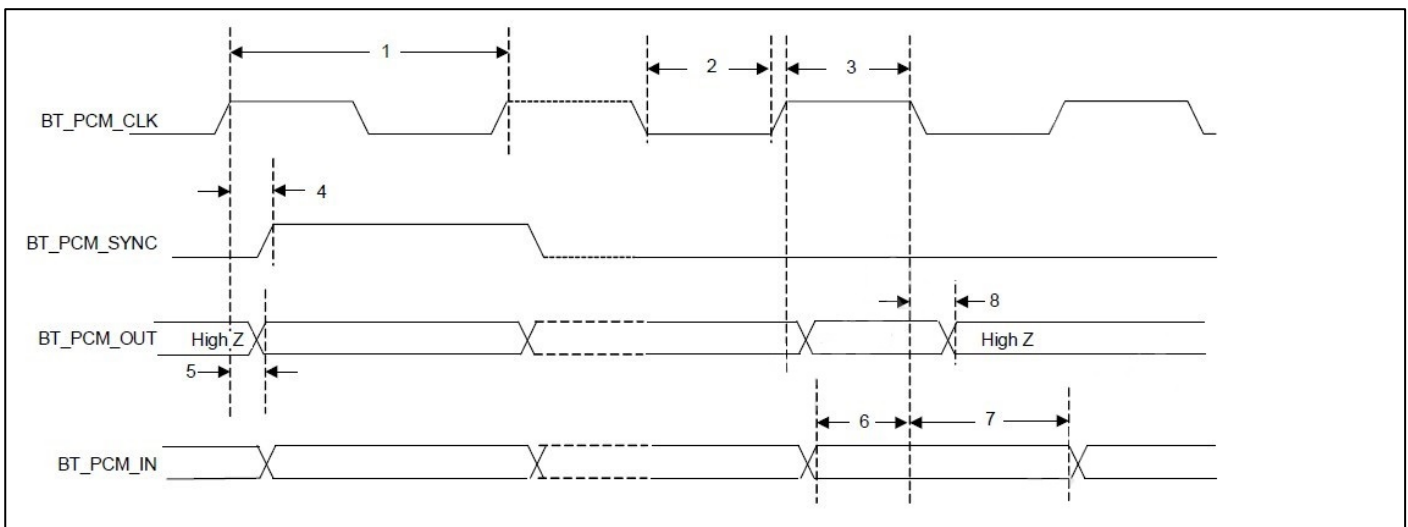 1
2
3
BT_PCM_CLK
4
BT_PCM_SYNC
8
BT_PCM_OUT
High Z
High Z
5
6
7
BT_PCM_IN